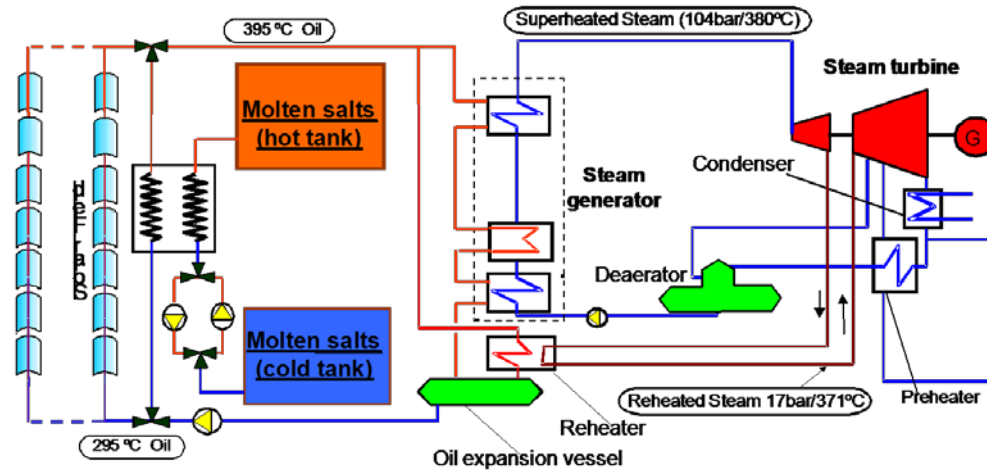 395 ºC Oil
Superheated Steam (104bar/380ºC)
Steam turbine
Molten salts
(hot tank)
G
Condenser
Steam
generator
Deaerator
Molten salts
(cold tank)
Reheated Steam 17bar/371ºC
Preheater
Reheater
295 ºC Oil
Oil expansion vessel